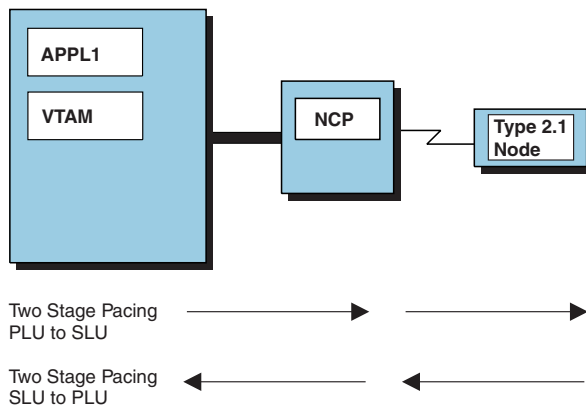 APPL1
VTAM
NCP
Type 2.1
Node
Two Stage Pacing
PLU to SLU
Two Stage Pacing
SLU to PLU